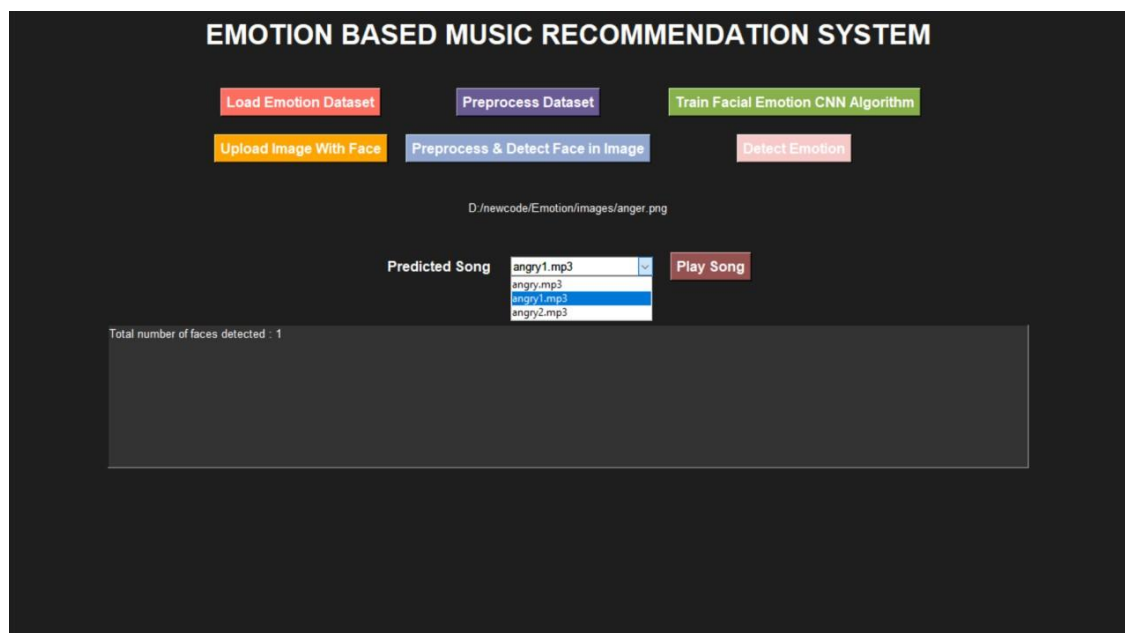 EMOTION BASED MUSIC RECOMMENDATION SYSTEM
Load Emotion Dataset Preprocess Dataset Train Facial Emotion CNN Algorithm
Upload Image With Face Preprocess & Detect Face in Image Detect Emotion
D:/newcode/Emotion/images/anger.png
Predicted Song angry1.mp3 Play Song
angry.mp3
angry1.mp3
angry2.mp3
Total number of faces detected : 1